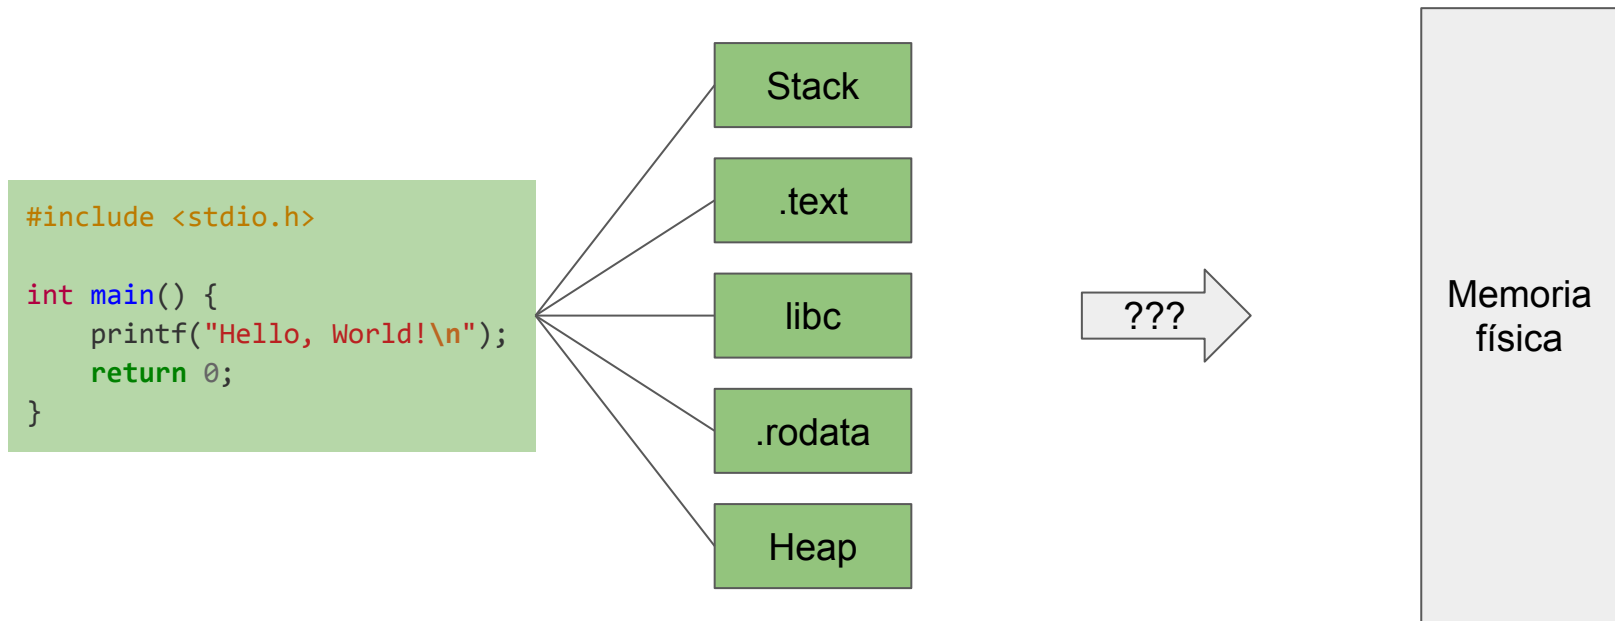 #include <stdio.h>
int main() {
    printf("Hello, World!\n");
    return 0;
}
Stack
.text
libc
.rodata
Heap
???
Memoria
física